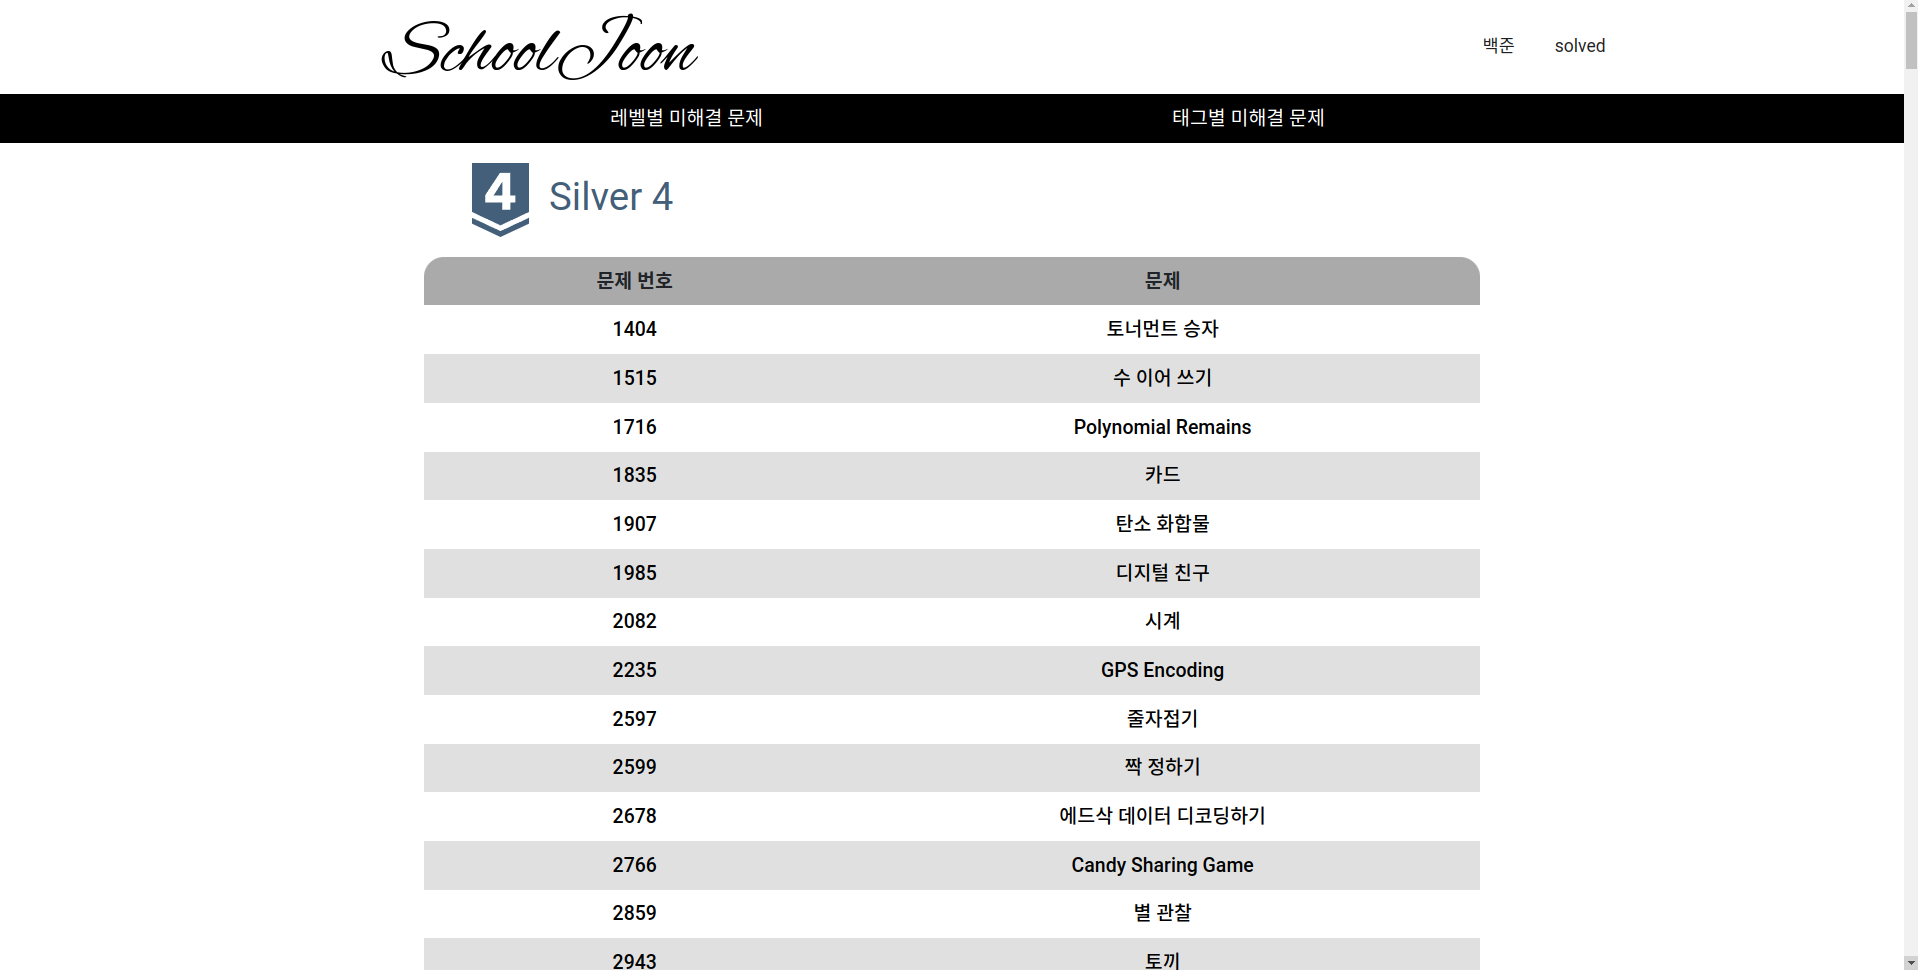 SchoolJoon
백준 solved
레벨별 미해결 문제 태그별 미해결 문제
4 Silver 4
문제 번호 문제
1404 토너먼트 승자
1515 수 이어 쓰기
1716 Polynomial Remains
1835 카드
1907 탄소 화합물
1985 디지털 친구
2082 시계
2235 GPS Encoding
2597 줄자접기
2599 짝 정하기
2678 에드삭 데이터 디코딩하기
2766 Candy Sharing Game
2859 별 관찰
2943 토끼